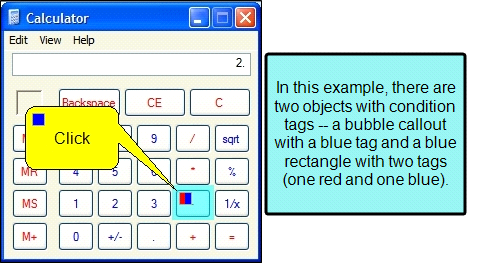 Calculator
Edit View Help
2.
Backspace CE C
Click
9 / sqrt
MR 4 5 6 * %
MS 1 2 3 1/x
M+ 0 +/- . + =
In this example, there are
two objects with condition
tags -- a bubble callout
with a blue tag and a blue
rectangle with two tags
(one red and one blue).